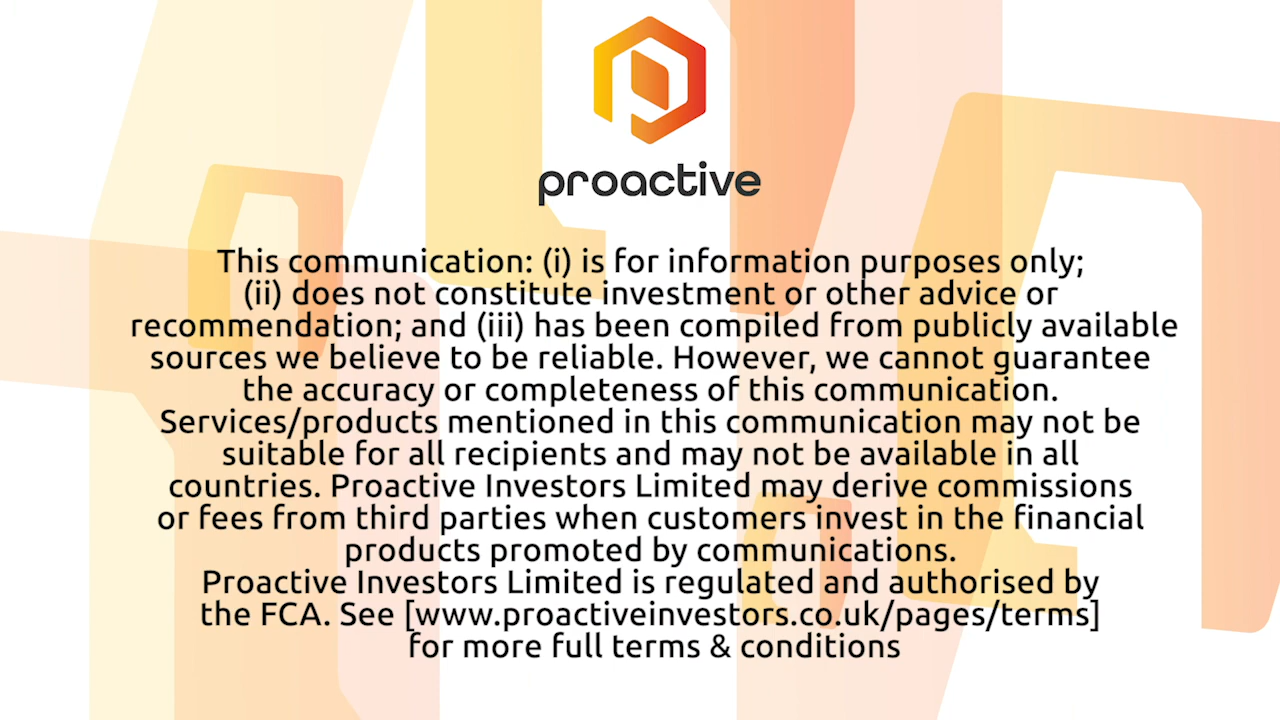 proactive
This communication: (i) is for information purposes only;
(ii) does not constitute investment or other advice or
recommendation; and (iii) has been compiled from publicly available
sources we believe to be reliable. However, we cannot guarantee
the accuracy or completeness of this communication.
Services/products mentioned in this communication may not be
suitable for all recipients and may not be available in all
countries. Proactive Investors Limited may derive commissions
or fees from third parties when customers invest in the financial
products promoted by communications.
Proactive Investors Limited is regulated and authorised by
the FCA. See [www.proactiveinvestors.co.uk/pages/terms]
for more full terms & conditions